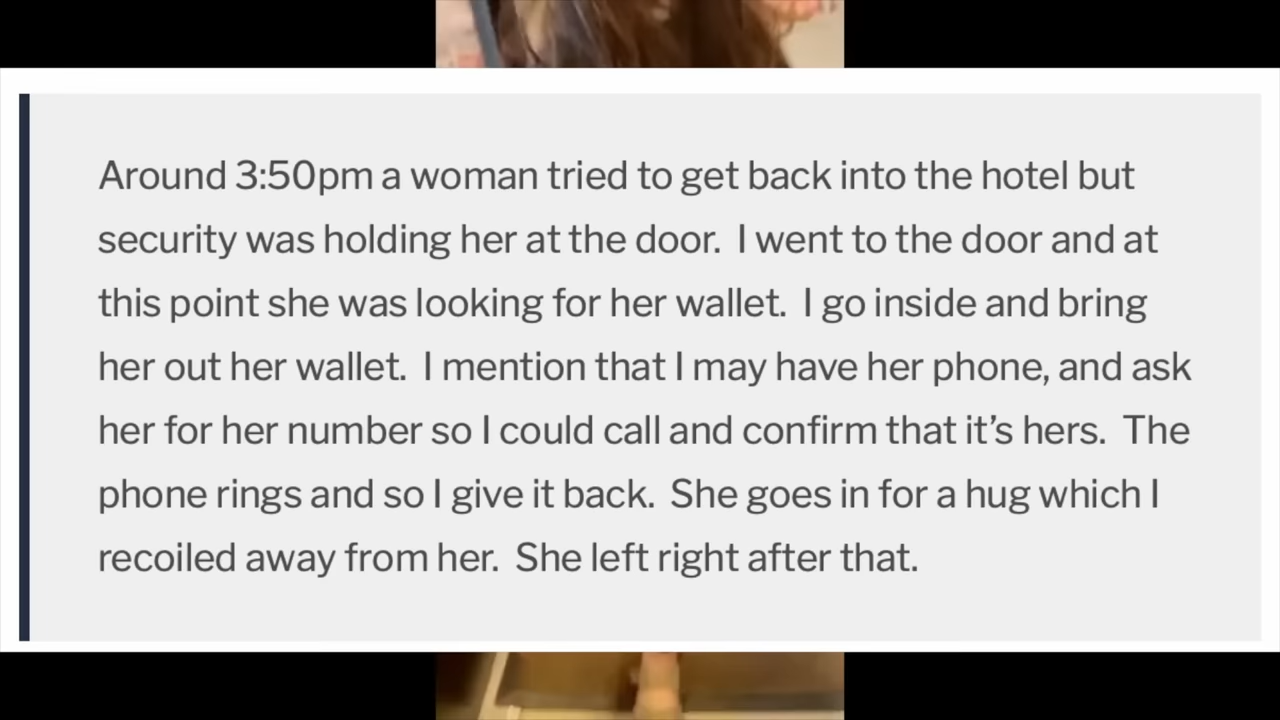 Around 3:50pm a woman tried to get back into the hotel but
security was holding her at the door.  I went to the door and at
this point she was looking for her wallet.  I go inside and bring
her out her wallet.  I mention that I may have her phone, and ask
her for her number so I could call and confirm that it’s hers.  The
phone rings and so I give it back.  She goes in for a hug which I
recoiled away from her.  She left right after that.